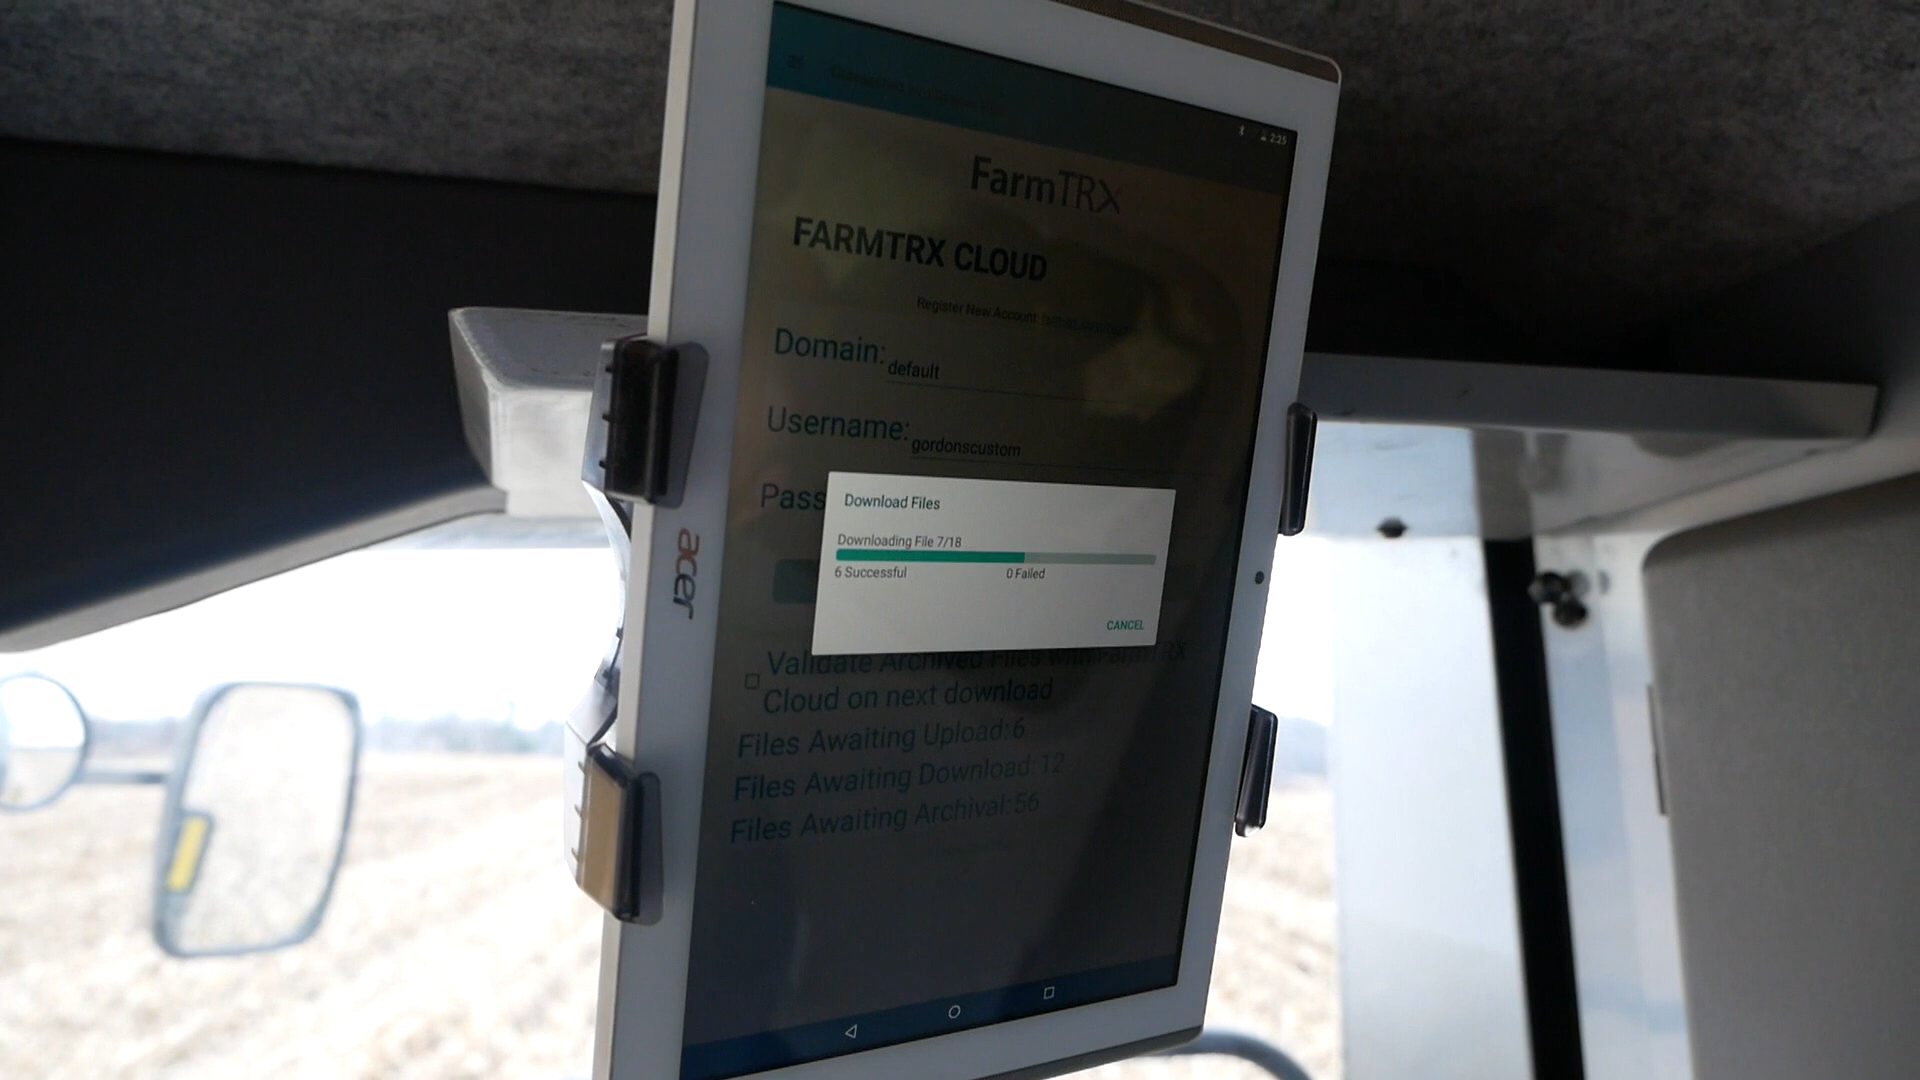 2:25
FarmTRX
FARMTRX CLOUD
Register New Account:
Domain: default
Username: gordonscustom
Pass
Download Files
Downloading File 7/18
6 Successful 0 Failed
CANCEL
Validate Archived Files with FarmTRX
Cloud on next download
Files Awaiting Upload: 6
Files Awaiting Download: 12
Files Awaiting Archival: 56
acer